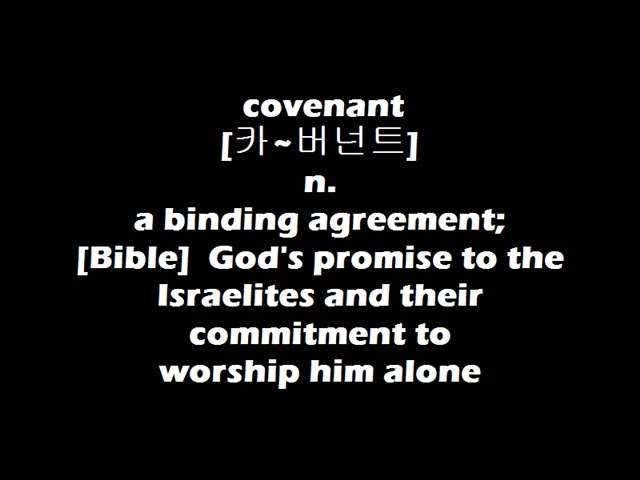 covenant
[카~버넌트]
n.
a binding agreement;
[Bible]  God's promise to the
Israelites and their
commitment to
worship him alone